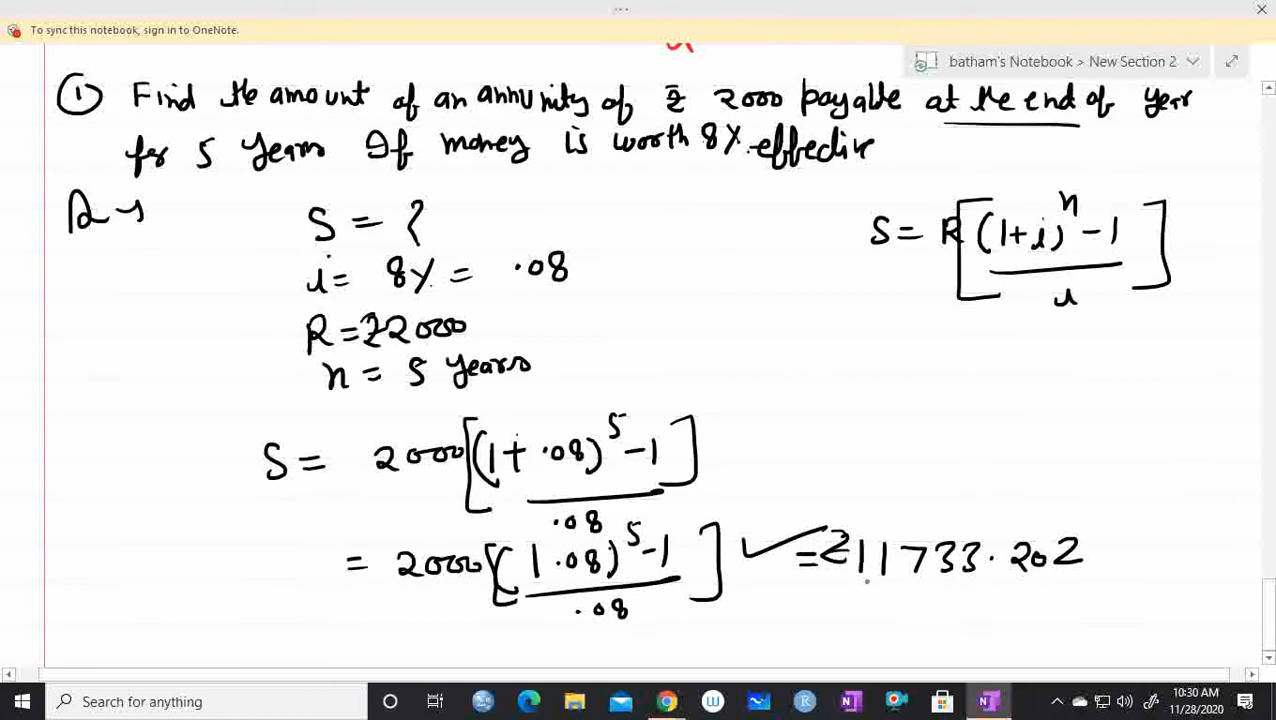 To sync this notebook, sign in to OneNote.
batham's Notebook > New Section 2
① Find the amount of an annuity of ₹ 2000 payable at the end of year
for 5 years If money is worth 8% effective
S = ?
i = 8% = .08
R = ₹2000
n = 5 years
S = R[((1+i)^n - 1)/i]
S = 2000[((1+.08)^5 - 1)/.08]
= 2000[((1.08)^5 - 1)/.08] ✓ = ₹11733.202
Search for anything
10:30 AM
11/28/2020